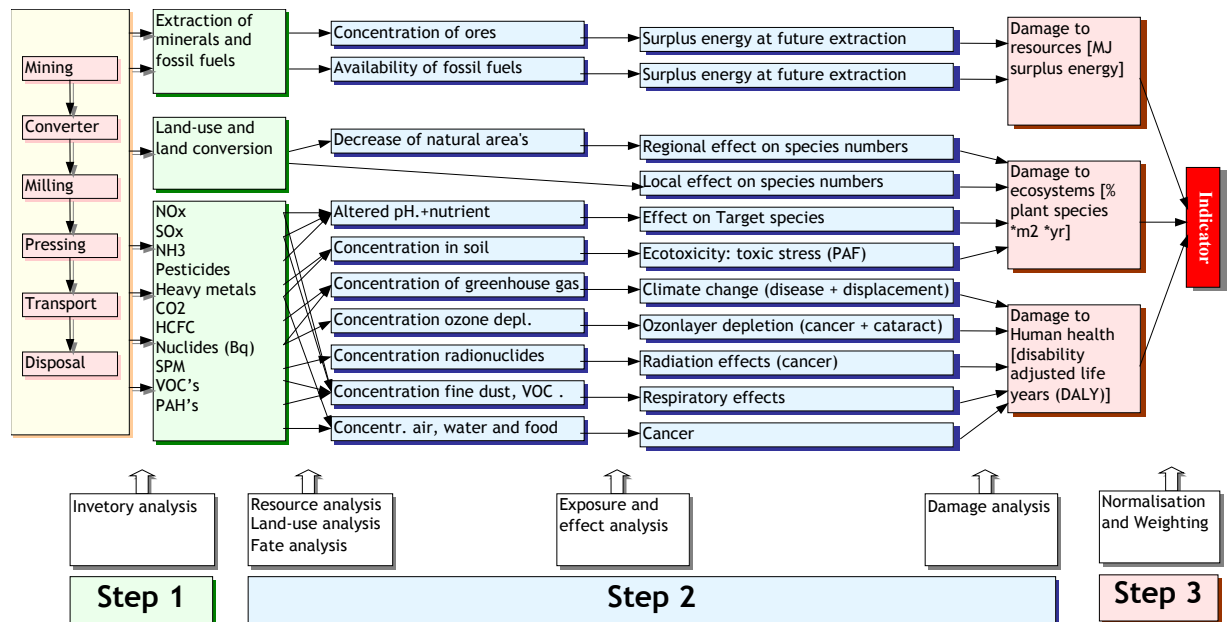 Mining
Converter
Milling
Pressing
Transport
Disposal
Extraction of
minerals and
fossil fuels
Land-use and
land conversion
NOx
SOx
NH3
Pesticides
Heavy metals
CO2
HCFC
Nuclides (Bq)
SPM
VOC’s
PAH’s
Concentration of ores
Availability of fossil fuels
Decrease of natural area's
Altered pH.+nutrient
Concentration in soil
Concentration of greenhouse gas
Concentration ozone depl.
Concentration radionuclides
Concentration fine dust, VOC .
Concentr. air, water and food
Surplus energy at future extraction
Surplus energy at future extraction
Regional effect on species numbers
Local effect on species numbers
Effect on Target species
Ecotoxicity: toxic stress (PAF)
Climate change (disease + displacement)
Ozonlayer depletion (cancer + cataract)
Radiation effects (cancer)
Respiratory effects
Cancer
Damage to
resources [MJ
surplus energy]
Damage to
ecosystems [%
plant species
*m2 *yr]
Damage to
Human health
[disability
adjusted life
years (DALY)]
Indicator
Invetory analysis
Resource analysis
Land-use analysis
Fate analysis
Exposure and
effect analysis
Damage analysis
Normalisation
and Weighting
Step 1
Step 2
Step 3